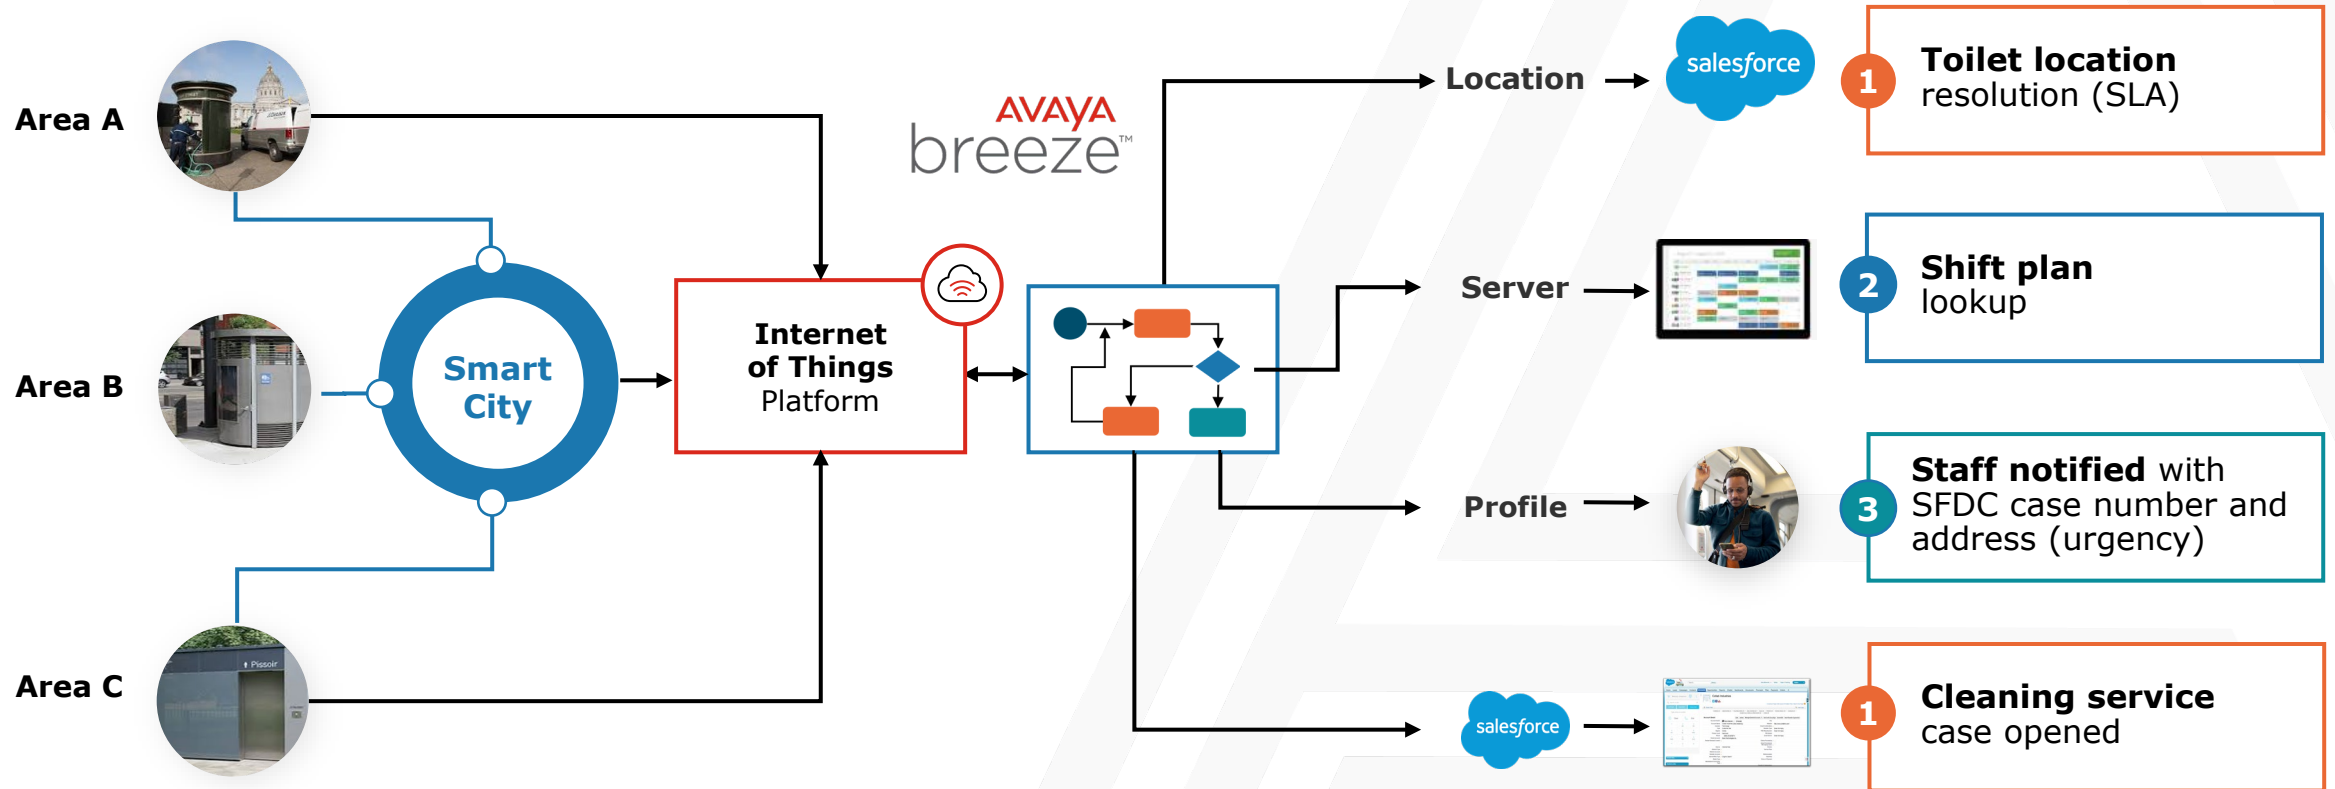 Area A
Area B
Area C
Pissoir
Smart
City
Internet
of Things
Platform
AVAYA
breeze™
Location
salesforce
1
Toilet location
resolution (SLA)
Server
2
Shift plan
lookup
Profile
3
Staff notified with
SFDC case number and
address (urgency)
salesforce
1
Cleaning service
case opened